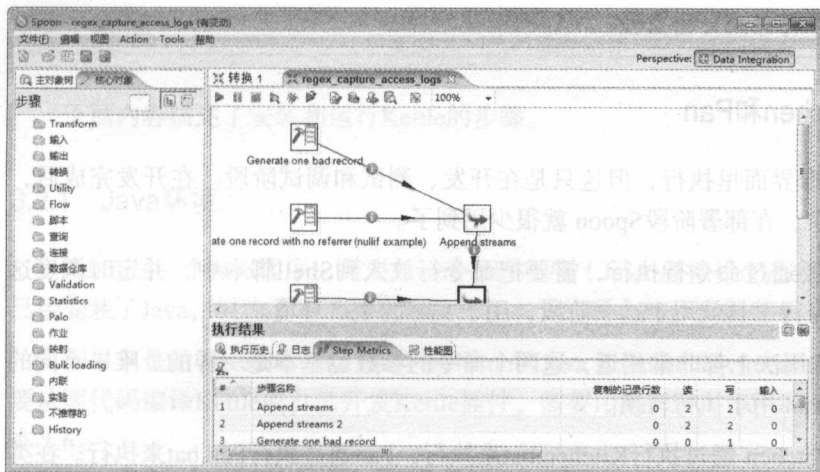 Spoon - regex_capture_access_logs (有变动)
文件(F) 编辑 视图 Action Tools 帮助
Perspective: Data Integration
主对象树 核心对象
步骤
Transform
输入
输出
转换
Utility
Flow
脚本
查询
连接
数据仓库
Validation
Statistics
Palo
作业
映射
Bulk loading
内联
实验
不推荐的
History
转换 1 regex_capture_access_logs
100%
Generate one bad record
ate one record with no referrer (nullif example)
Append streams
执行结果
执行历史 日志 Step Metrics 性能图
# 步骤名称 复制的记录行数 读 写 输入
1 Append streams 0 1 1 0
2 Append streams 2 0 2 2 0
3 Generate one bad record 0 0 1 0